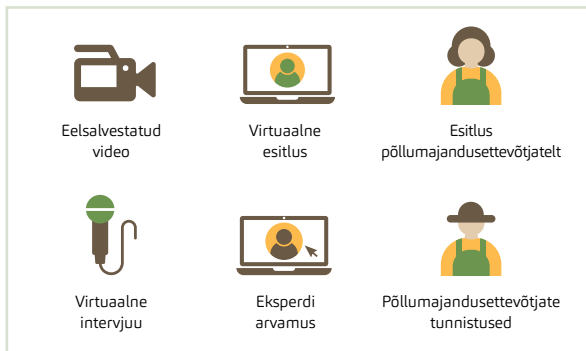 Eelsalvestatud
video
Virtuaalne
esitlus
Esitlus
põllumajandusettevõtjatelt
Virtuaalne
intervjuu
Eksperdi
arvamus
Põllumajandusettevõtjate
tunnistused